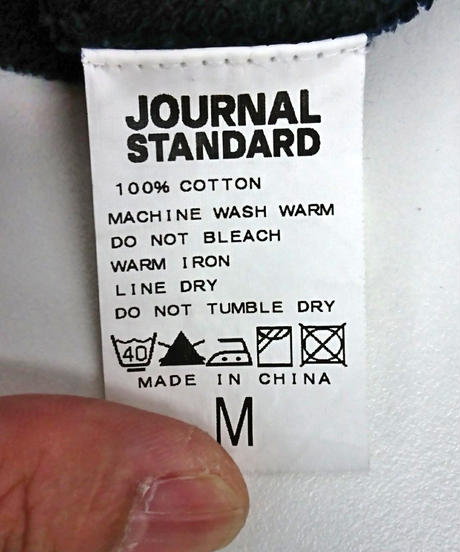 JOURNAL
STANDARD
100% COTTON
MACHINE WASH WARM
DO NOT BLEACH
WARM IRON
LINE DRY
DO NOT TUMBLE DRY
40
MADE IN CHINA
M